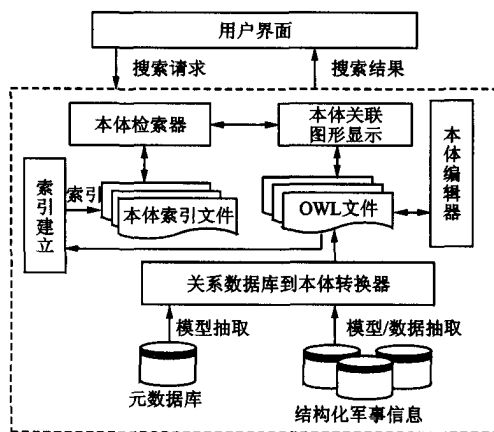 用户界面
搜索请求
搜索结果
本体检索器
本体关联
图形显示
本体编辑器
索引建立
索引
本体索引文件
OWL文件
关系数据库到本体转换器
模型抽取
模型/数据抽取
元数据库
结构化军事信息